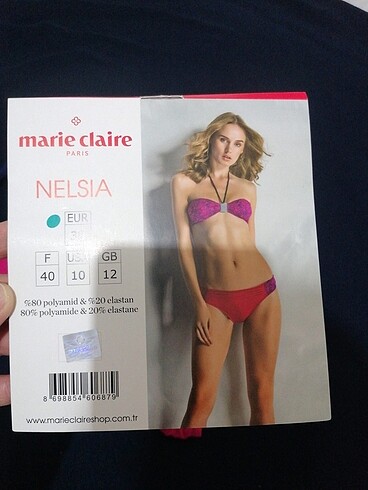 marie claire
PARIS
NELSIA
EUR
F US GB
40 10 12
%80 polyamid & %20 elastan
80% polyamide & 20% elastane
8 698854 606879
www.marieclaireshop.com.tr